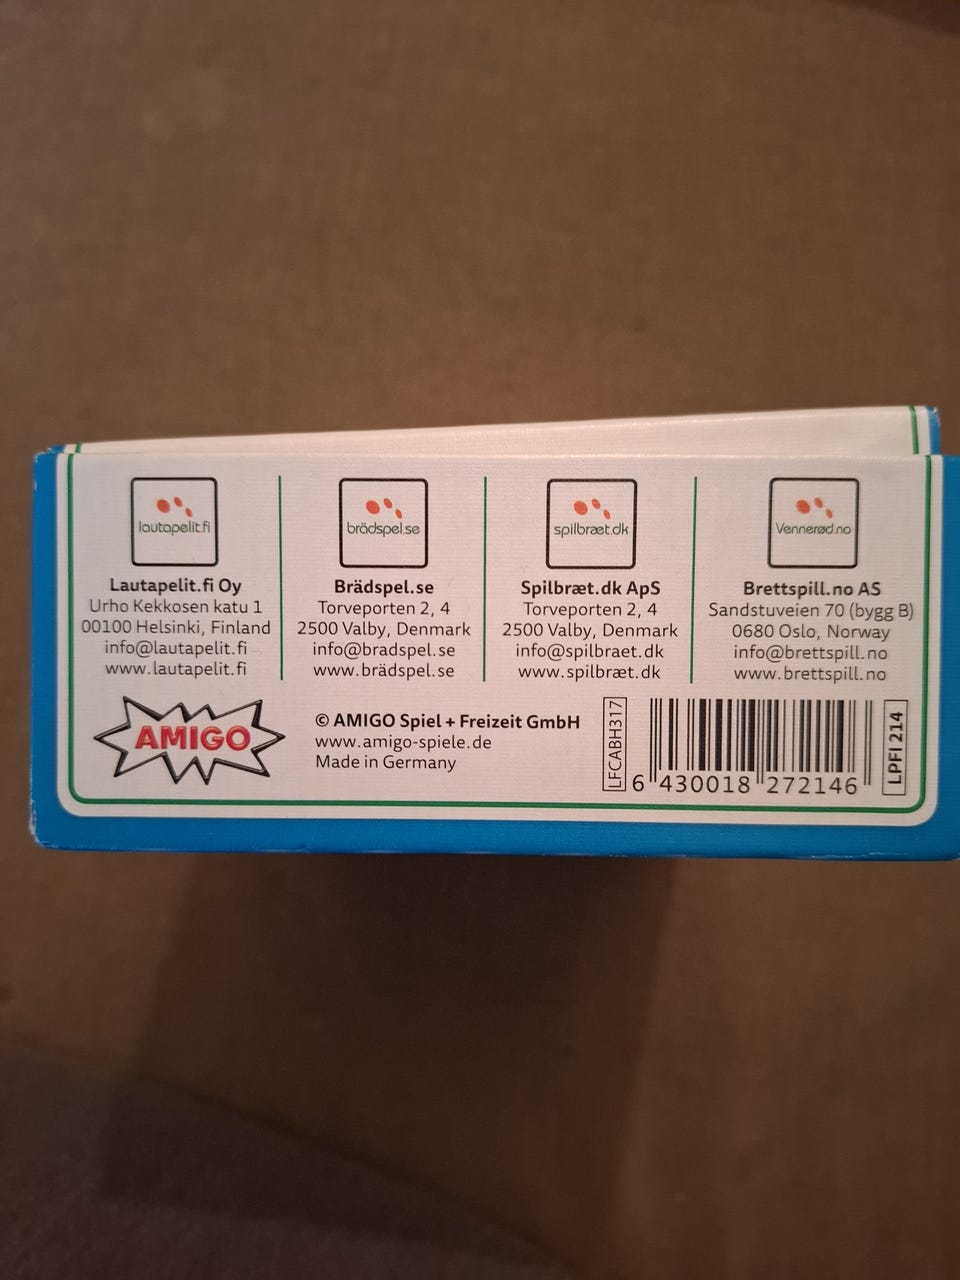 lautapelit.fi
Lautapelit.fi Oy
Urho Kekkosen katu 1
00100 Helsinki, Finland
info@lautapelit.fi
www.lautapelit.fi
brädspel.se
Brädspel.se
Torveporten 2, 4
2500 Valby, Denmark
info@bradspel.se
www.brädspel.se
spilbræt.dk
Spilbræt.dk ApS
Torveporten 2, 4
2500 Valby, Denmark
info@spilbraet.dk
www.spilbræt.dk
Vennerød.no
Brettspill.no AS
Sandstuveien 70 (bygg B)
0680 Oslo, Norway
info@brettspill.no
www.brettspill.no
AMIGO
© AMIGO Spiel + Freizeit GmbH
www.amigo-spiele.de
Made in Germany
LFCABH317
6 430018 272146
LPFI 214